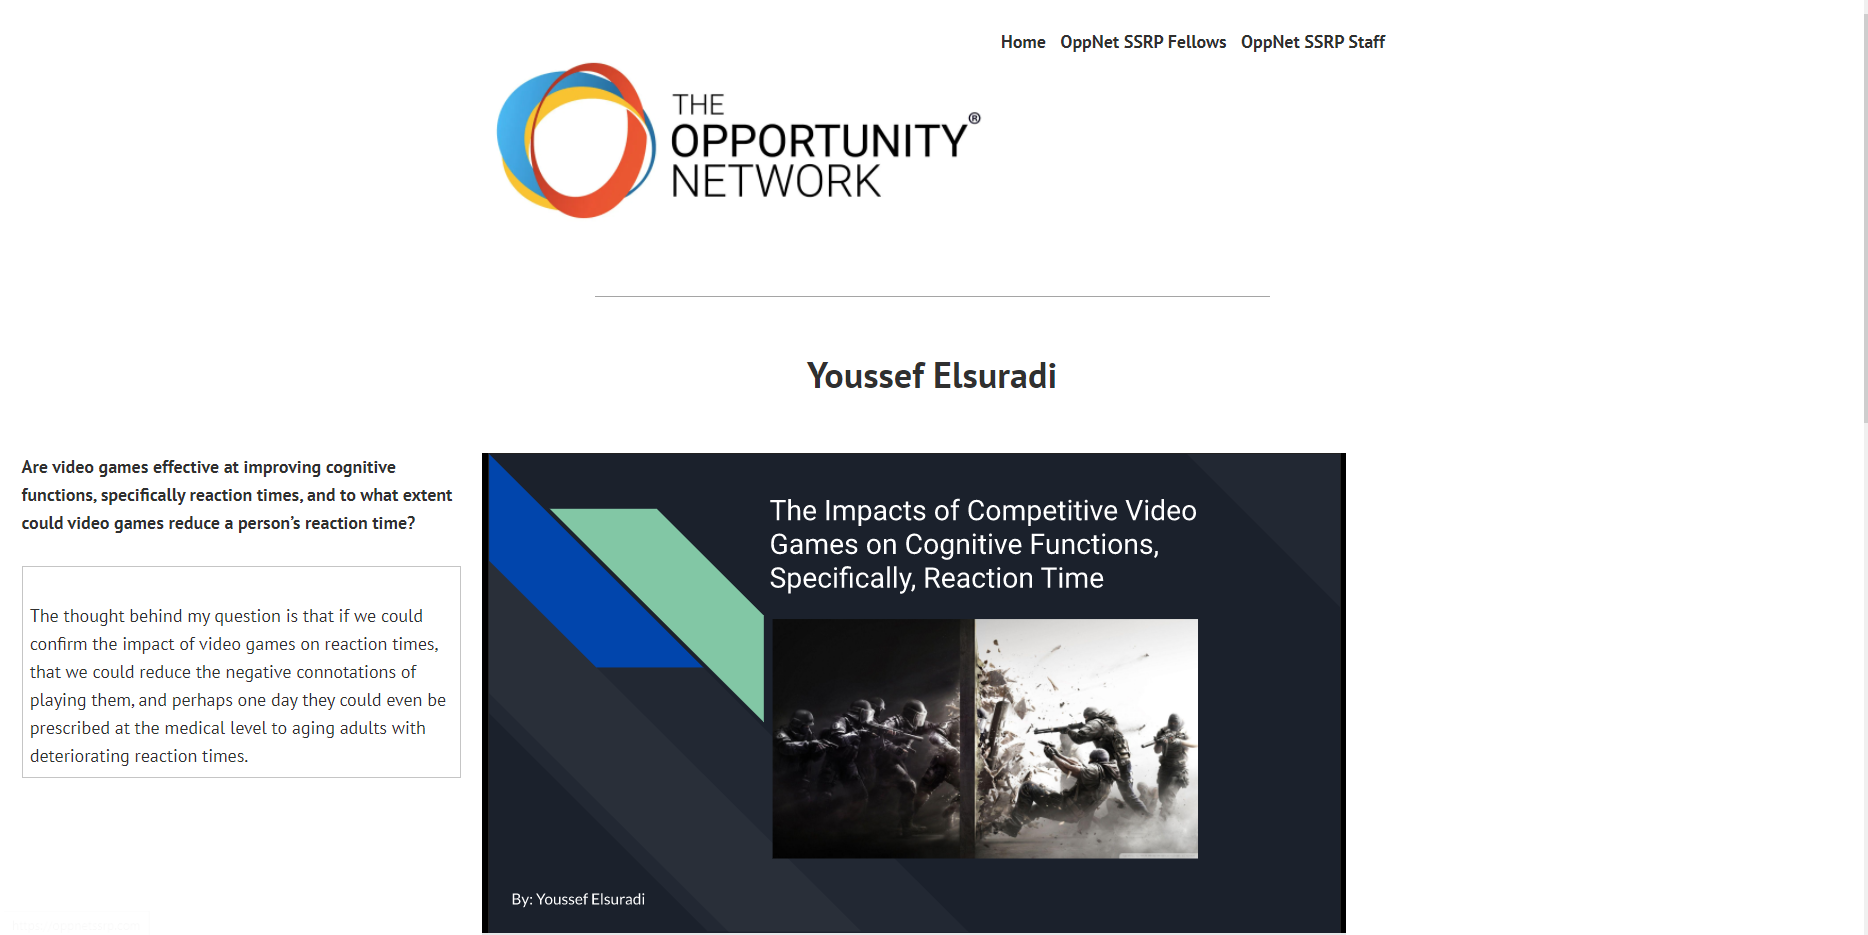 Home OppNet SSRP Fellows OppNet SSRP Staff
THE
OPPORTUNITY®
NETWORK
Youssef Elsuradi
Are video games effective at improving cognitive
functions, specifically reaction times, and to what extent
could video games reduce a person’s reaction time?
The thought behind my question is that if we could
confirm the impact of video games on reaction times,
that we could reduce the negative connotations of
playing them, and perhaps one day they could even be
prescribed at the medical level to aging adults with
deteriorating reaction times.
The Impacts of Competitive Video
Games on Cognitive Functions,
Specifically, Reaction Time
By: Youssef Elsuradi